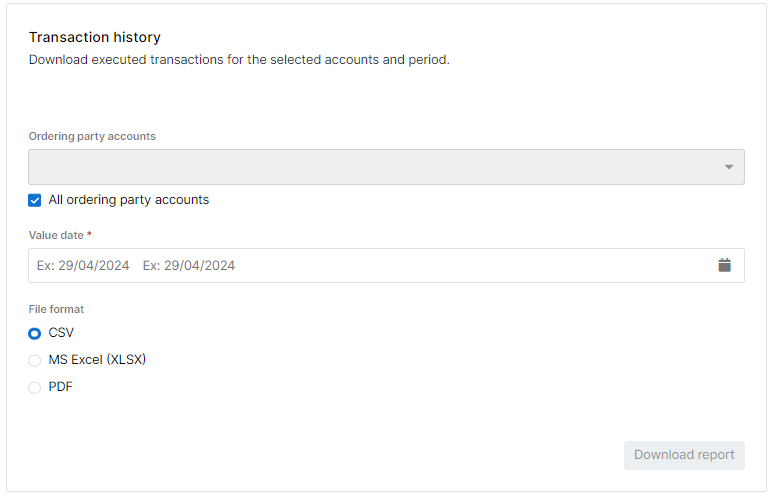 Transaction history
Download executed transactions for the selected accounts and period.
Ordering party accounts
All ordering party accounts
Value date *
Ex: 29/04/2024 Ex: 29/04/2024
File format
CSV
MS Excel (XLSX)
PDF
Download report